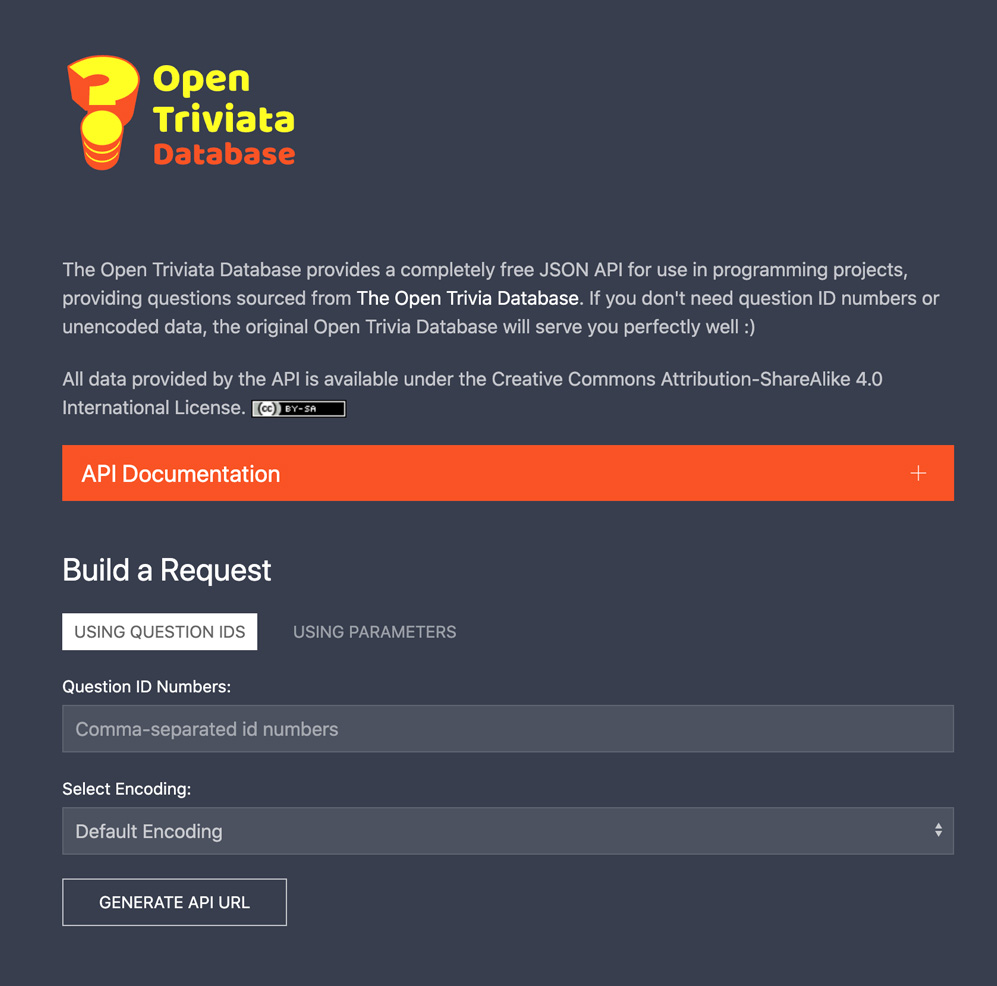 Open
Triviata
Database
The Open Triviata Database provides a completely free JSON API for use in programming projects,
providing questions sourced from The Open Trivia Database. If you don't need question ID numbers or
unencoded data, the original Open Trivia Database will serve you perfectly well :)
All data provided by the API is available under the Creative Commons Attribution-ShareAlike 4.0
International License. (cc) BY-SA
API Documentation +
Build a Request
USING QUESTION IDS USING PARAMETERS
Question ID Numbers:
Comma-separated id numbers
Select Encoding:
Default Encoding
GENERATE API URL